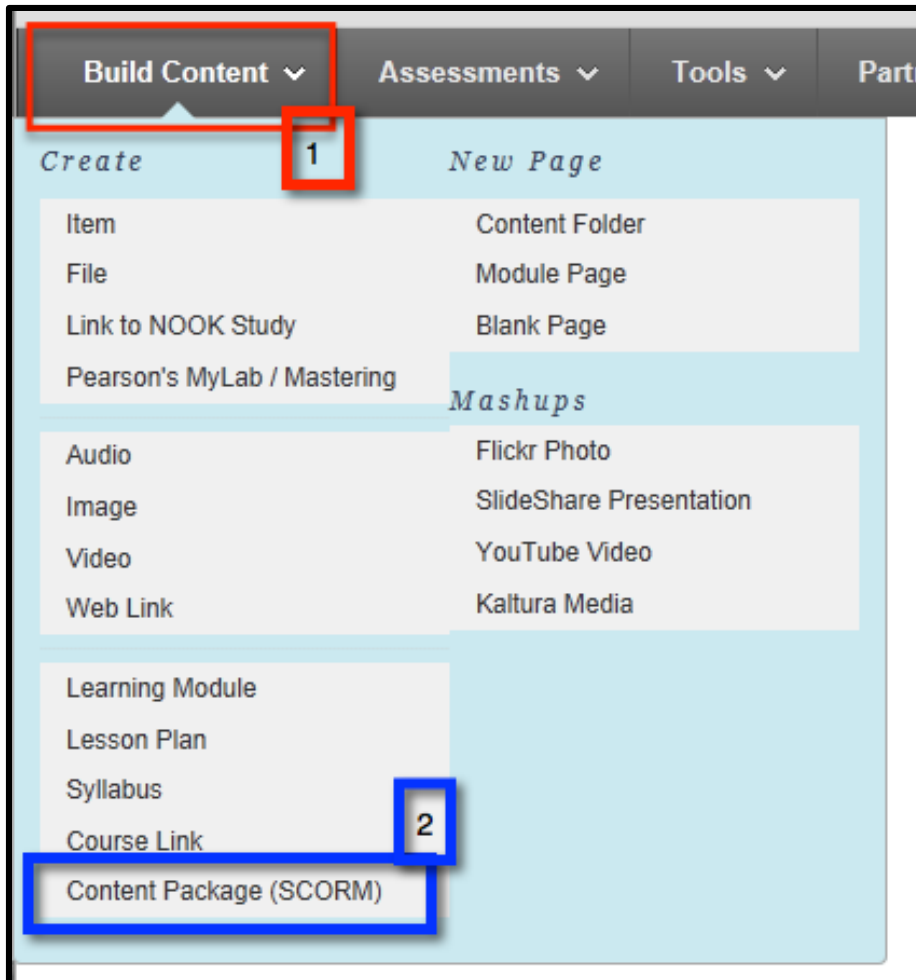 Build Content
Assessments
Tools
1
Create
Item
File
Link to NOOK Study
Pearson's MyLab / Mastering
Audio
Image
Video
Web Link
Learning Module
Lesson Plan
Syllabus
Course Link
2
Content Package (SCORM)
New Page
Content Folder
Module Page
Blank Page
Mashups
Flickr Photo
SlideShare Presentation
YouTube Video
Kaltura Media